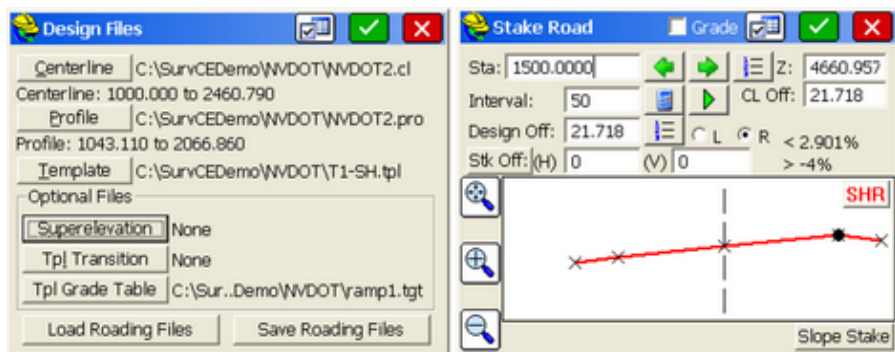 Design Files
Centerline C:\SurvCEDemo\NVDOT\NVDOT2.cl
Centerline: 1000.000 to 2460.790
Profile C:\SurvCEDemo\NVDOT\NVDOT2.pro
Profile: 1043.110 to 2066.860
Template C:\SurvCEDemo\NVDOT\T1-SH.tpl
Optional Files
Superelevation None
Tpl Transition None
Tpl Grade Table C:\Sur..Demo\NVDOT\ramp1.tgt
Load Roading Files Save Roading Files
Stake Road Grade
Sta: 1500.0000 Z: 4660.957
Interval: 50 CL Off: 21.718
Design Off: 21.718 L R < 2.901%
Stk Off: (H) 0 (V) 0 > -4%
SHR
Slope Stake